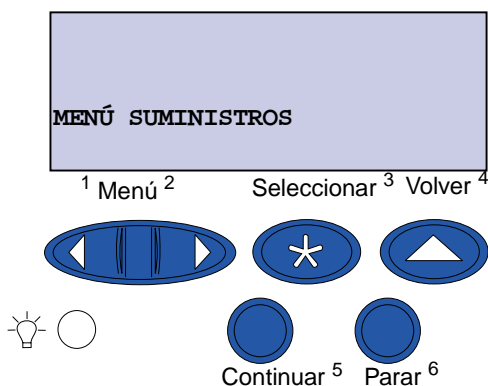 MENÚ SUMINISTROS
1 Menú 2 Seleccionar 3 Volver 4
Continuar 5 Parar 6